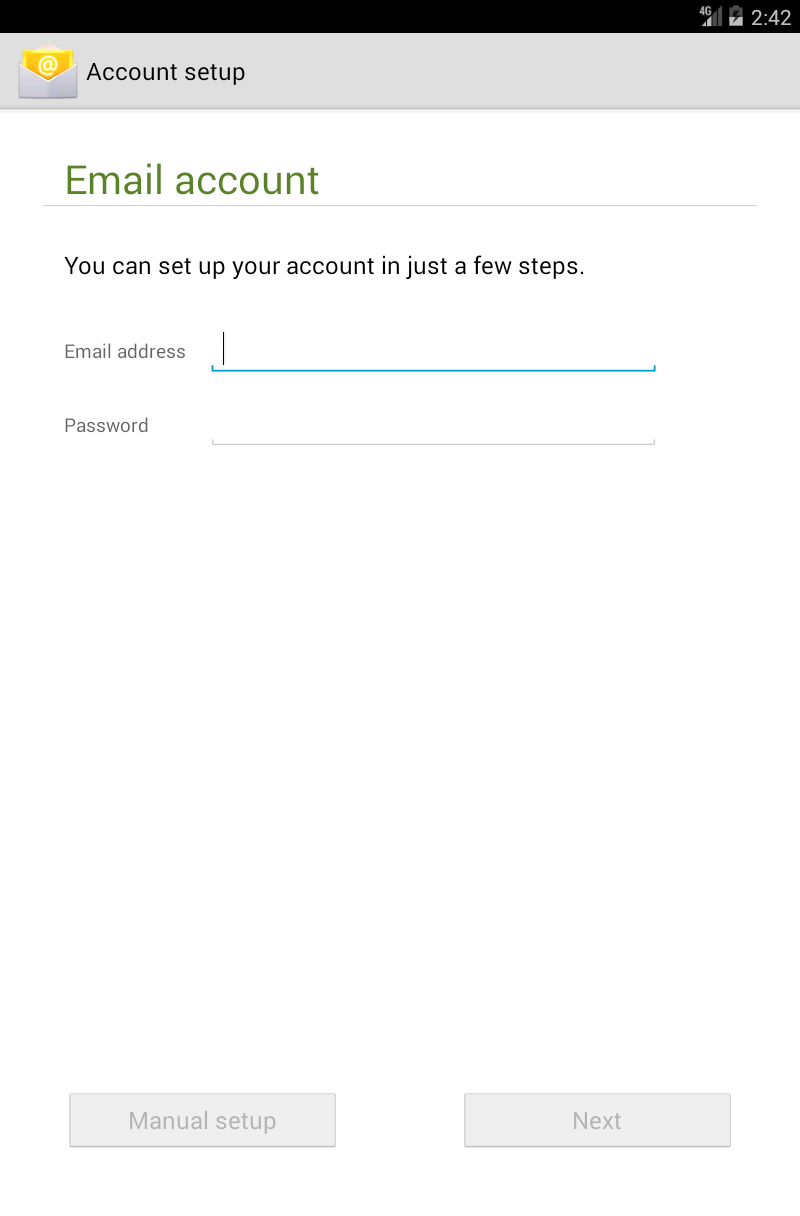 4G 2:42
@ Account setup
Email account
You can set up your account in just a few steps.
Email address
Password
Manual setup Next